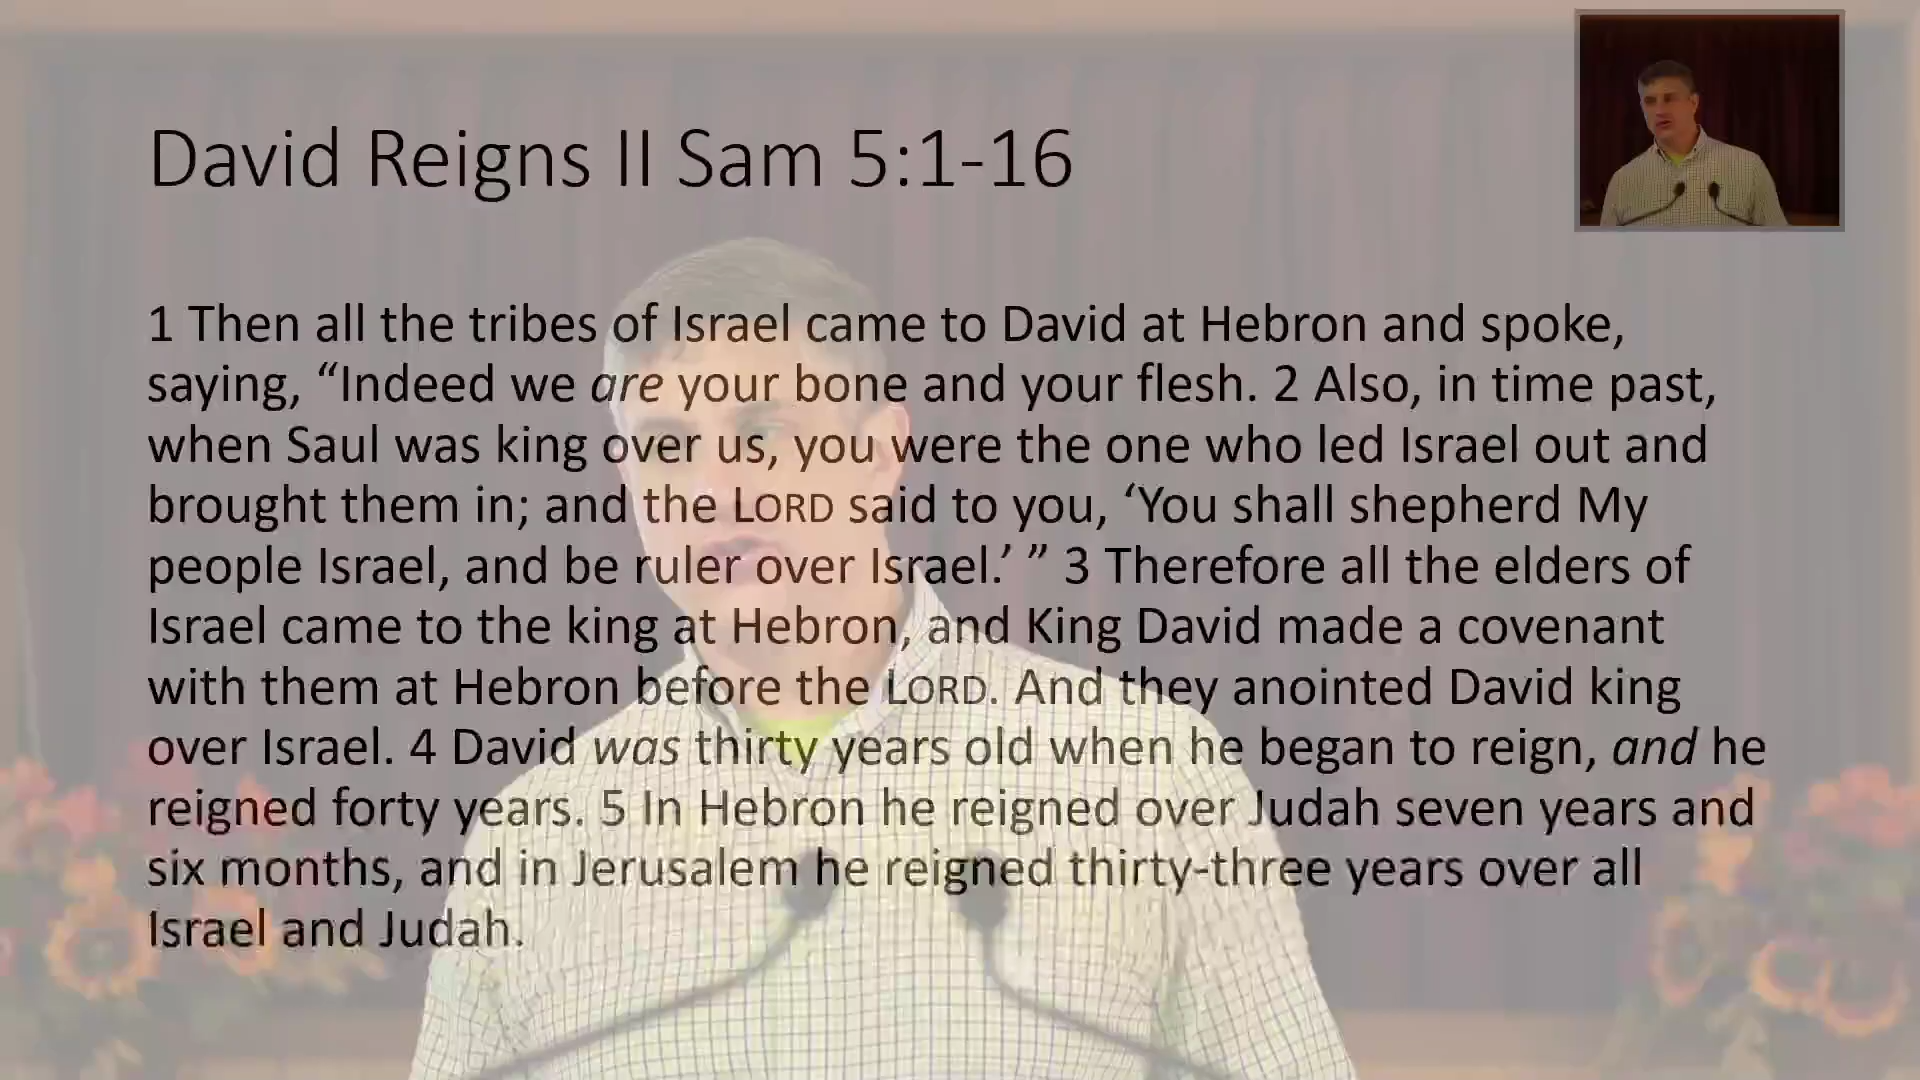 David Reigns II Sam 5:1-16
1 Then all the tribes of Israel came to David at Hebron and spoke,
saying, “Indeed we are your bone and your flesh. 2 Also, in time past,
when Saul was king over us, you were the one who led Israel out and
brought them in; and the LORD said to you, ‘You shall shepherd My
people Israel, and be ruler over Israel.’ ” 3 Therefore all the elders of
Israel came to the king at Hebron, and King David made a covenant
with them at Hebron before the LORD. And they anointed David king
over Israel. 4 David was thirty years old when he began to reign, and he
reigned forty years. 5 In Hebron he reigned over Judah seven years and
six months, and in Jerusalem he reigned thirty-three years over all
Israel and Judah.